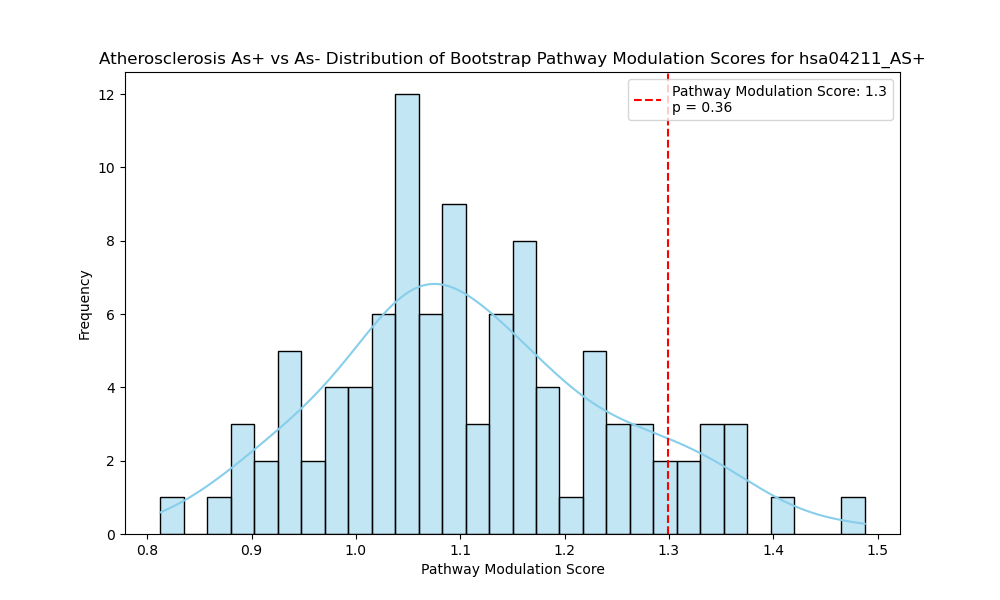 Atherosclerosis As+ vs As- Distribution of Bootstrap Pathway Modulation Scores for hsa04211_AS+
Pathway Modulation Score: 1.3
p = 0.36
12
10
8
6
4
2
0
Frequency
0.8 0.9 1.0 1.1 1.2 1.3 1.4 1.5
Pathway Modulation Score